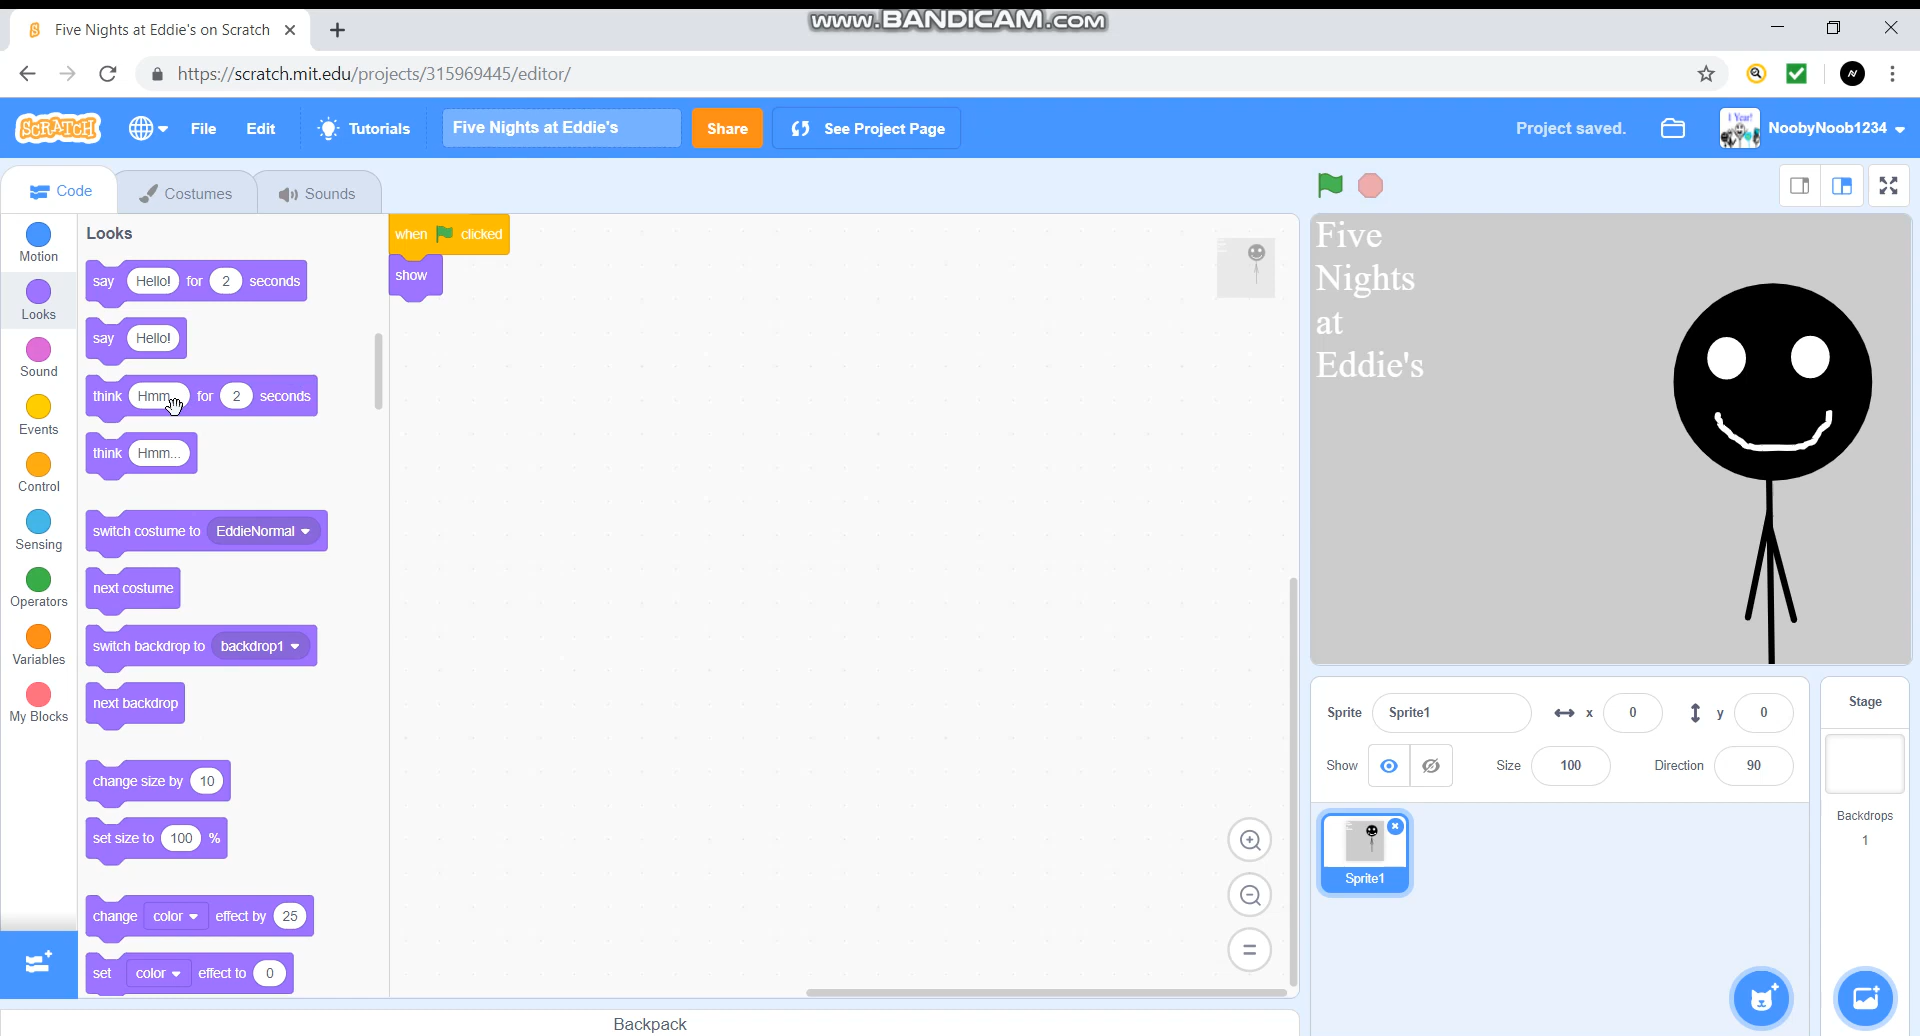 www.BANDICAM.com
Five Nights at Eddie's on Scratch
https://scratch.mit.edu/projects/315969445/editor/
SCRATCH
File
Edit
Tutorials
Five Nights at Eddie's
Share
See Project Page
Project saved.
1 Year!
NoobyNoob1234
Code
Costumes
Sounds
Motion
Looks
Sound
Events
Control
Sensing
Operators
Variables
My Blocks
Looks
say Hello! for 2 seconds
say Hello!
think Hmm for 2 seconds
think Hmm...
switch costume to EddieNormal
next costume
switch backdrop to backdrop1
next backdrop
change size by 10
set size to 100 %
change color effect by 25
set color effect to 0
when clicked
show
Five
Nights
at
Eddie's
Sprite Sprite1 x 0 y 0
Show Size 100 Direction 90
Sprite1
Stage
Backdrops
1
Backpack